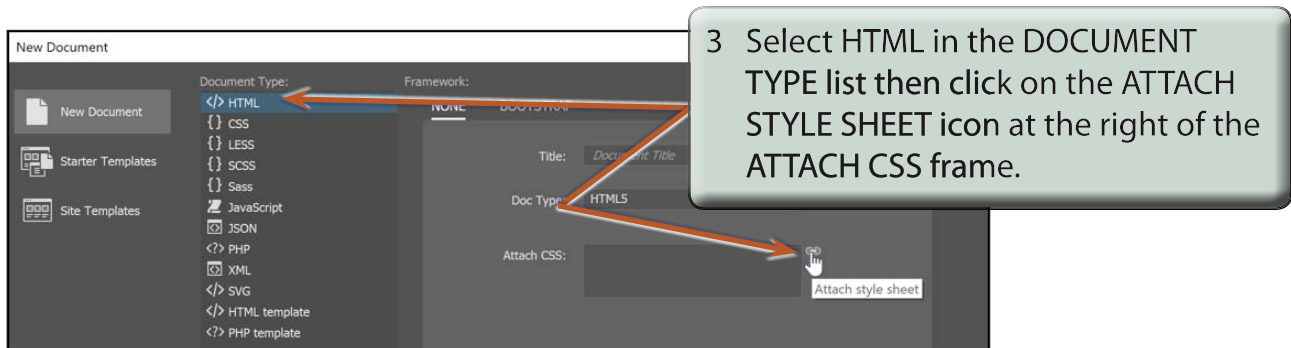 3 Select HTML in the DOCUMENT
TYPE list then click on the ATTACH
STYLE SHEET icon at the right of the
ATTACH CSS frame.
New Document
New Document
Starter Templates
Site Templates
Document Type:
</> HTML
{} CSS
{} LESS
{} SCSS
{} Sass
JavaScript
JSON
<?> PHP
XML
</> SVG
</> HTML template
<?> PHP template
Framework:
NONE BOOTSTRAP
Title: Document Title
Doc Type: HTML5
Attach CSS:
Attach style sheet